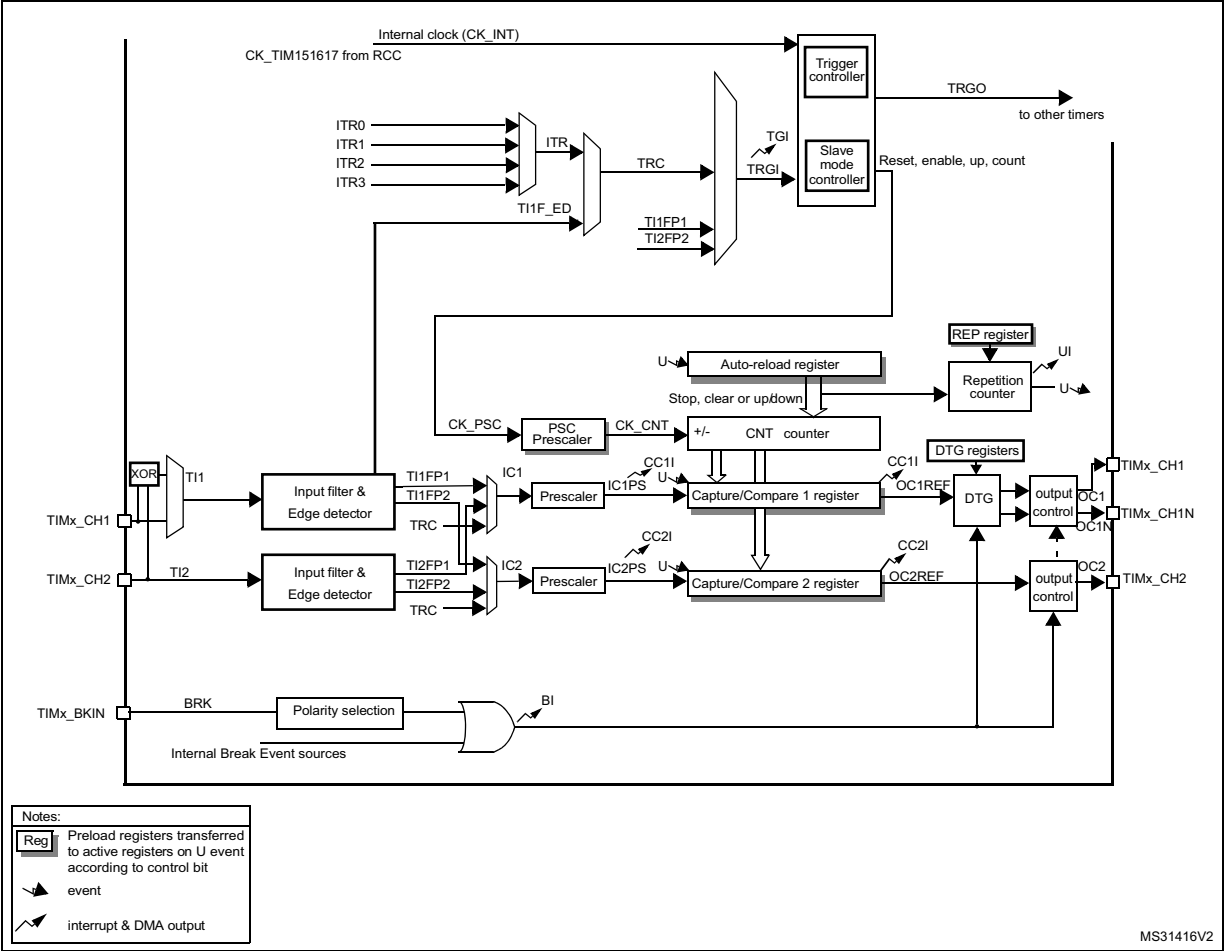 Internal clock (CK_INT)
CK_TIM151617 from RCC
Trigger
controller
TRGO
to other timers
ITR0
ITR1
ITR2
ITR3
ITR
TRC
TGI
TRGI
Slave
mode
controller
Reset, enable, up, count
TI1F_ED
TI1FP1
TI2FP2
REP register
UI
U
Auto-reload register
Repetition
counter
U
Stop, clear or up/down
CK_PSC
PSC
Prescaler
CK_CNT
+/-
CNT counter
DTG registers
XOR
TI1
Input filter &
Edge detector
TI1FP1
TI1FP2
TRC
IC1
Prescaler
IC1PS
CC1I
U
Capture/Compare 1 register
CC1I
OC1REF
DTG
output
control
OC1
OC1N
TIMx_CH1
TIMx_CH1N
TIMx_CH1
TIMx_CH2
TI2
Input filter &
Edge detector
TI2FP1
TI2FP2
TRC
IC2
Prescaler
IC2PS
CC2I
U
Capture/Compare 2 register
CC2I
OC2REF
output
control
OC2
TIMx_CH2
TIMx_BKIN
BRK
Polarity selection
BI
Internal Break Event sources
Notes:
Reg
Preload registers transferred
to active registers on U event
according to control bit
event
interrupt & DMA output
MS31416V2